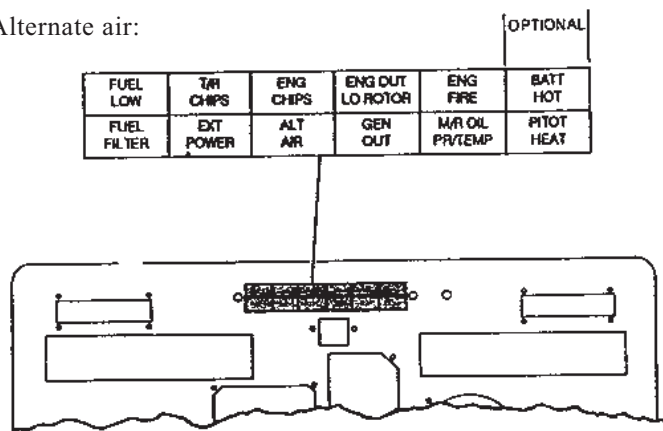 Alternate air:
OPTIONAL
FUEL LOW T/R CHIPS ENG CHIPS ENG OUT LO ROTOR ENG FIRE BATT HOT
FUEL FILTER EXT POWER ALT AIR GEN OUT M/R OIL PR/TEMP PITOT HEAT